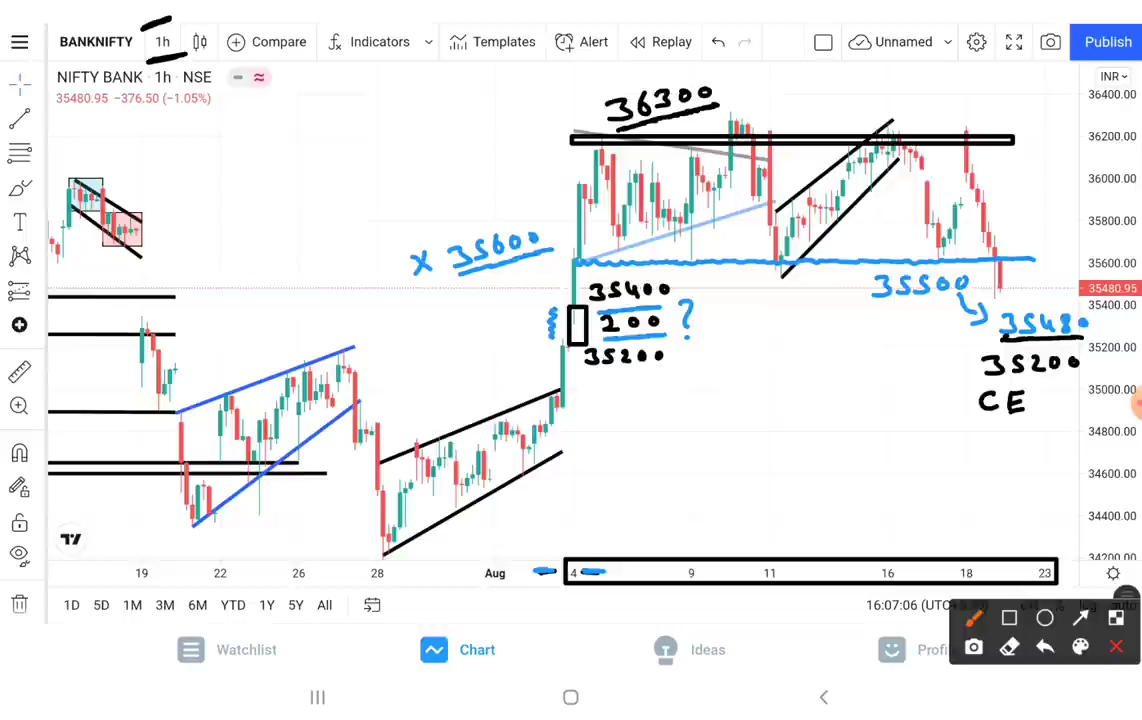 BANKNIFTY 1h Compare Indicators Templates Alert Replay Unnamed Publish
NIFTY BANK · 1h · NSE
35480.95 −376.50 (−1.05%)
INR
36400.00
36200.00
36000.00
35800.00
35600.00
35480.95
35400.00
35200.00
35000.00
34800.00
34600.00
34400.00
34200.00
36300
x 35600
35400
200 ?
35200
35500
35480
35200
CE
19 22 26 28 Aug 4 9 11 16 18 23
1D 5D 1M 3M 6M YTD 1Y 5Y All
16:07:06 (UTC
log auto
Watchlist Chart Ideas Profi